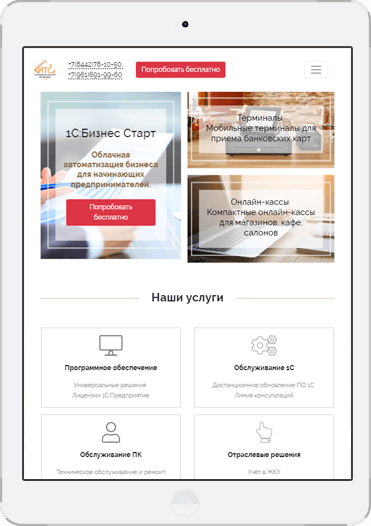 +7(8442)78-10-50,
+7(961)691-99-60
Попробовать бесплатно
1С:Бизнес Старт
Облачная
автоматизация бизнеса
для начинающих
предпринимателей.
Попробовать
бесплатно
Терминалы
Мобильные терминалы для
приема банковских карт
Онлайн-кассы
Компактные онлайн-кассы
для магазинов, кафе,
салонов
Наши услуги
Программное обеспечение
Универсальные решения
Лицензии 1С:Предприятие
Обслуживание 1С
Дистанционное обновление ПО 1С
Линия консультаций
Обслуживание ПК
Техническое обслуживание и ремонт
Отраслевые решения
Учёт в ЖКХ